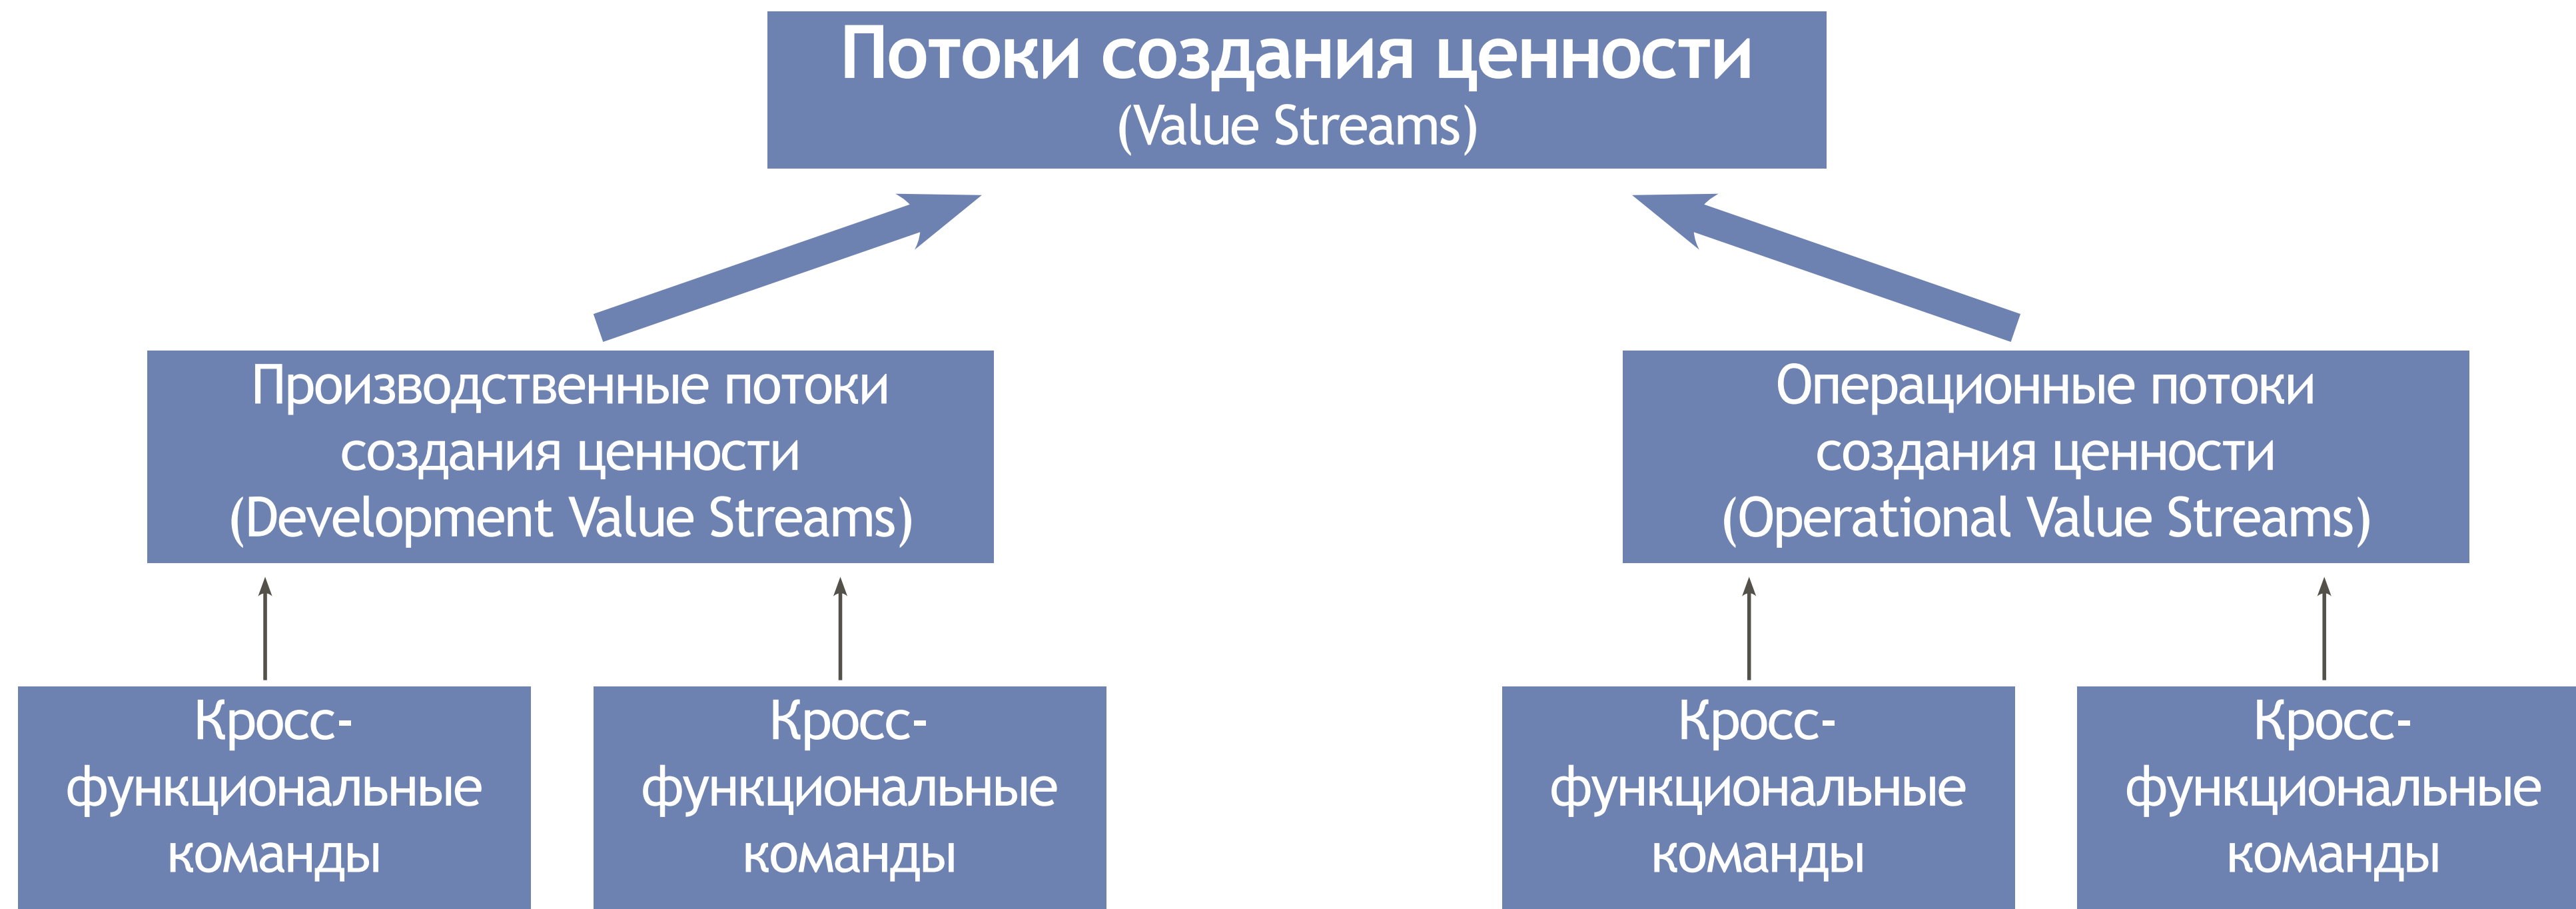 Потоки создания ценности
(Value Streams)
Производственные потоки
создания ценности
(Development Value Streams)
Операционные потоки
создания ценности
(Operational Value Streams)
Кросс-
функциональные
команды
Кросс-
функциональные
команды
Кросс-
функциональные
команды
Кросс-
функциональные
команды